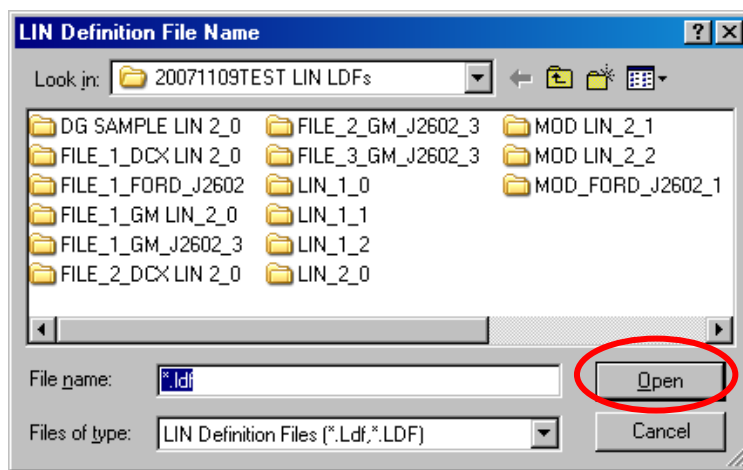 LIN Definition File Name
Look in: 20071109TEST LIN LDFs
DG SAMPLE LIN 2_0
FILE_1_DCX LIN 2_0
FILE_1_FORD_J2602
FILE_1_GM LIN_2_0
FILE_1_GM_J2602_3
FILE_2_DCX LIN 2_0
FILE_2_GM_J2602_3
FILE_3_GM_J2602_3
LIN_1_0
LIN_1_1
LIN_1_2
LIN_2_0
MOD LIN_2_1
MOD LIN_2_2
MOD_FORD_J2602_1
File name: *.ldf
Open
Files of type: LIN Definition Files (*.Ldf,*.LDF)
Cancel